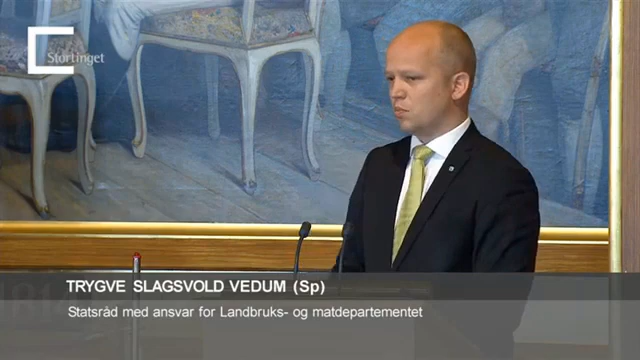 Stortinget
TRYGVE SLAGSVOLD VEDUM (Sp)
Statsråd med ansvar for Landbruks- og matdepartementet